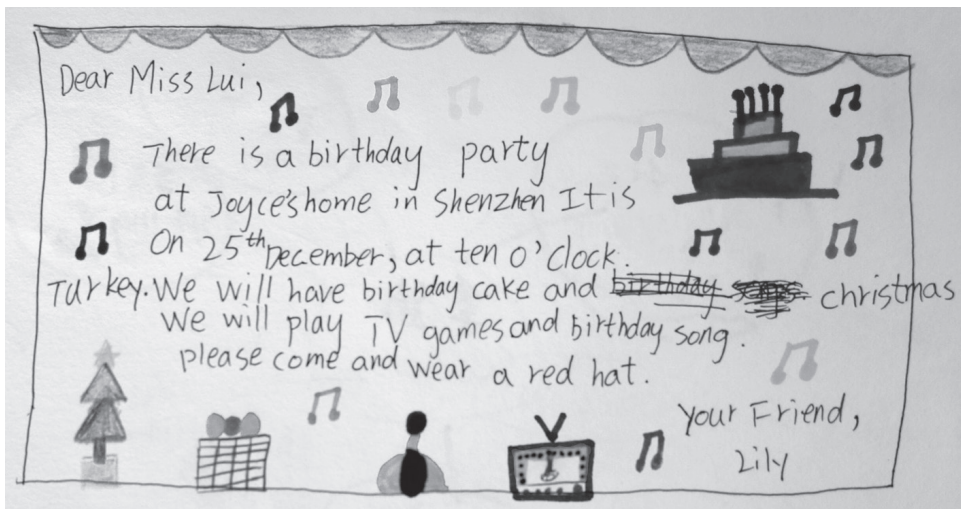 Dear Miss Lui,
There is a birthday party
at Joyce's home in Shenzhen It is
On 25th December, at ten o'clock.
Turkey. We will have birthday cake and birthday songs christmas
We will play TV games and birthday song.
please come and wear a red hat.
Your Friend,
Lily